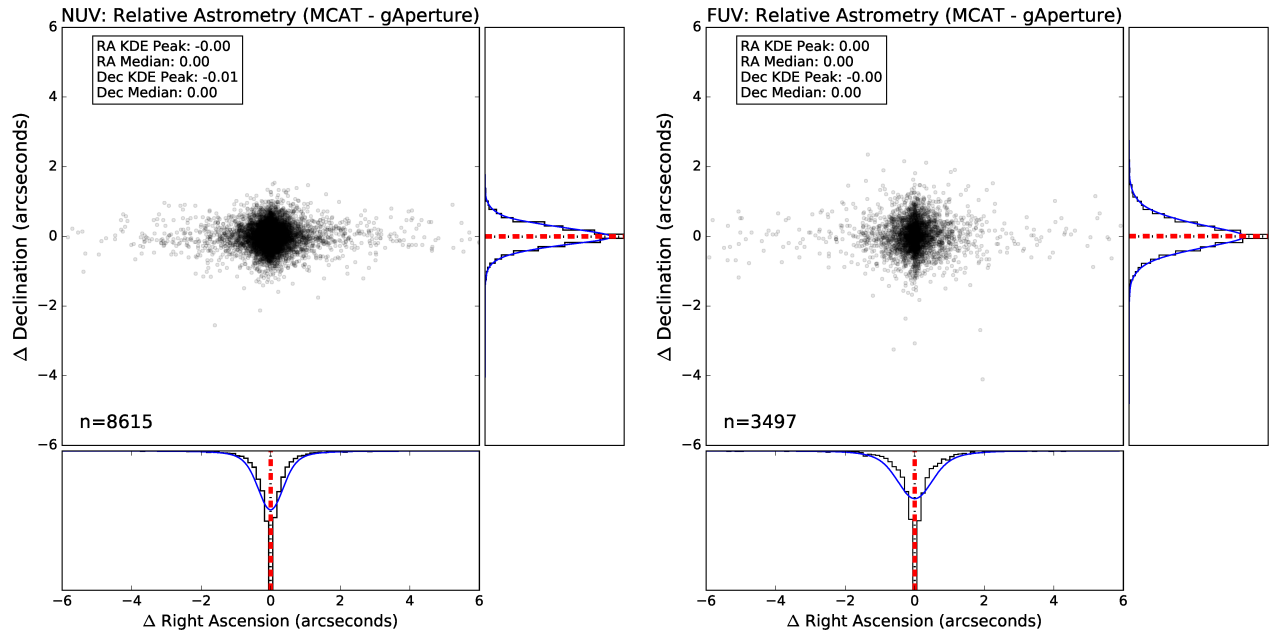 NUV: Relative Astrometry (MCAT - gAperture)
6
4
2
0
−2
−4
−6
Δ Declination (arcseconds)
RA KDE Peak: -0.00
RA Median: 0.00
Dec KDE Peak: -0.01
Dec Median: 0.00
n=8615
−6
−4
−2
0
2
4
6
Δ Right Ascension (arcseconds)
FUV: Relative Astrometry (MCAT - gAperture)
6
4
2
0
−2
−4
−6
Δ Declination (arcseconds)
RA KDE Peak: 0.00
RA Median: 0.00
Dec KDE Peak: -0.00
Dec Median: 0.00
n=3497
−6
−4
−2
0
2
4
6
Δ Right Ascension (arcseconds)